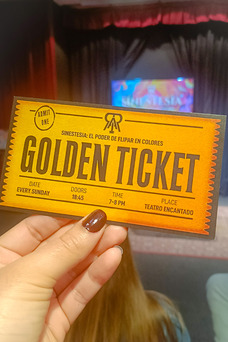 SINESTESIA
ADMIT
ONE
SINESTESIA: EL PODER DE FLIPAR EN COLORES
GOLDEN TICKET
DATE
EVERY SUNDAY
DOORS
18:45
TIME
7-8 PM
PLACE
TEATRO ENCANTADO